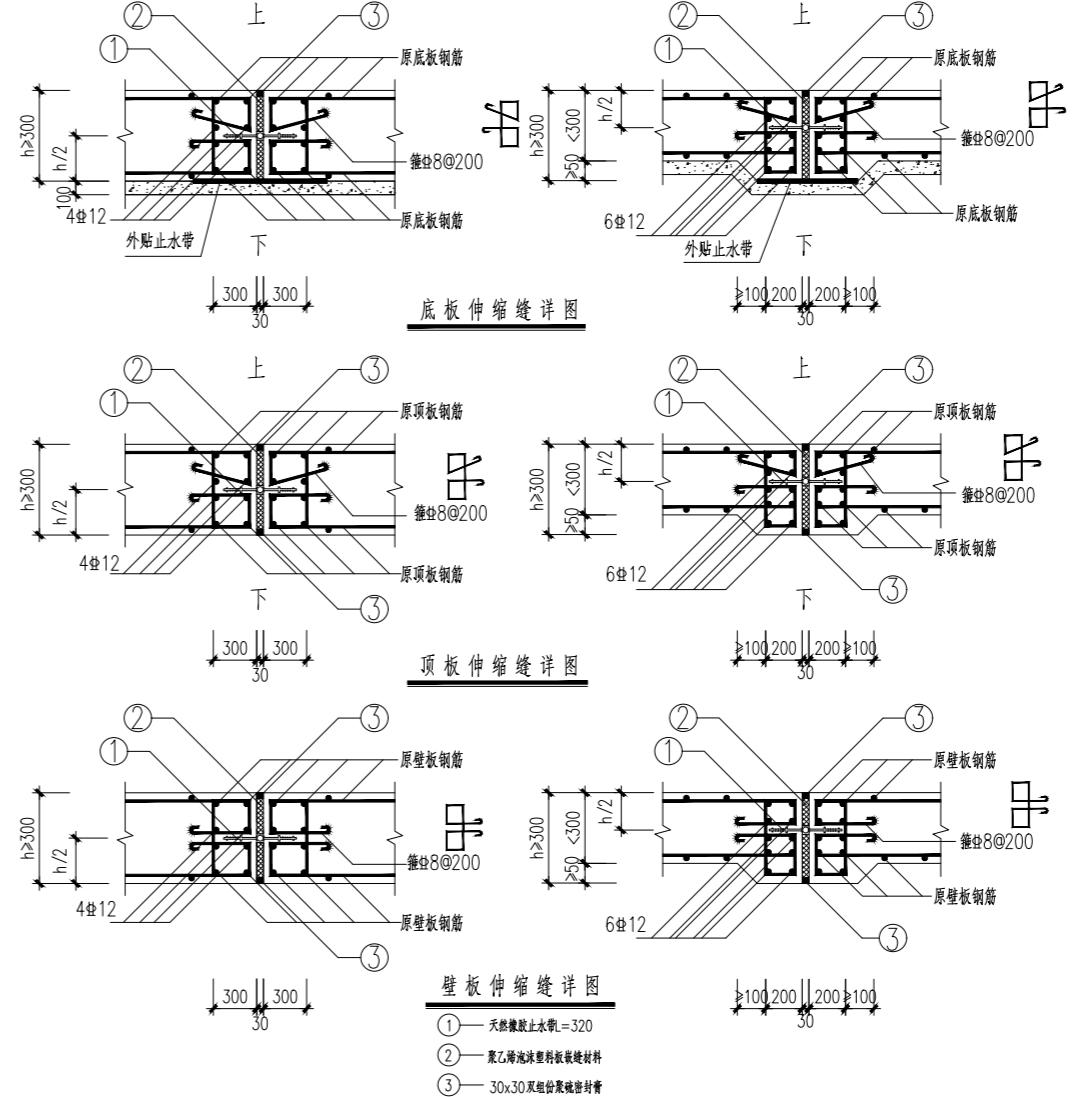 ② 上 ③
①
原底板钢筋
h≥300
h/2
100
箍Φ8@200
4Φ12
原底板钢筋
外贴止水带
下
300 300
30
② 上 ③
①
原底板钢筋
h≥300
<300
≥50
h/2
箍Φ8@200
6Φ12
原底板钢筋
外贴止水带
下
≥100 200 200 ≥100
30
底板伸缩缝详图
② 上 ③
①
原顶板钢筋
h≥300
h/2
箍Φ8@200
4Φ12
原顶板钢筋
下
③
300 300
30
② 上 ③
①
原顶板钢筋
h≥300
<300
≥50
h/2
箍Φ8@200
6Φ12
原顶板钢筋
③
下
≥100 200 200 ≥100
30
顶板伸缩缝详图
② ③
①
原壁板钢筋
h≥300
h/2
箍Φ8@200
4Φ12
原壁板钢筋
③
300 300
30
② ③
①
原壁板钢筋
h≥300
<300
≥50
h/2
箍Φ8@200
6Φ12
原壁板钢筋
③
≥100 200 200 ≥100
30
壁板伸缩缝详图
① 天然橡胶止水带L=320
② 聚乙烯泡沫塑料板嵌缝材料
③ 30x30双组份聚硫密封膏